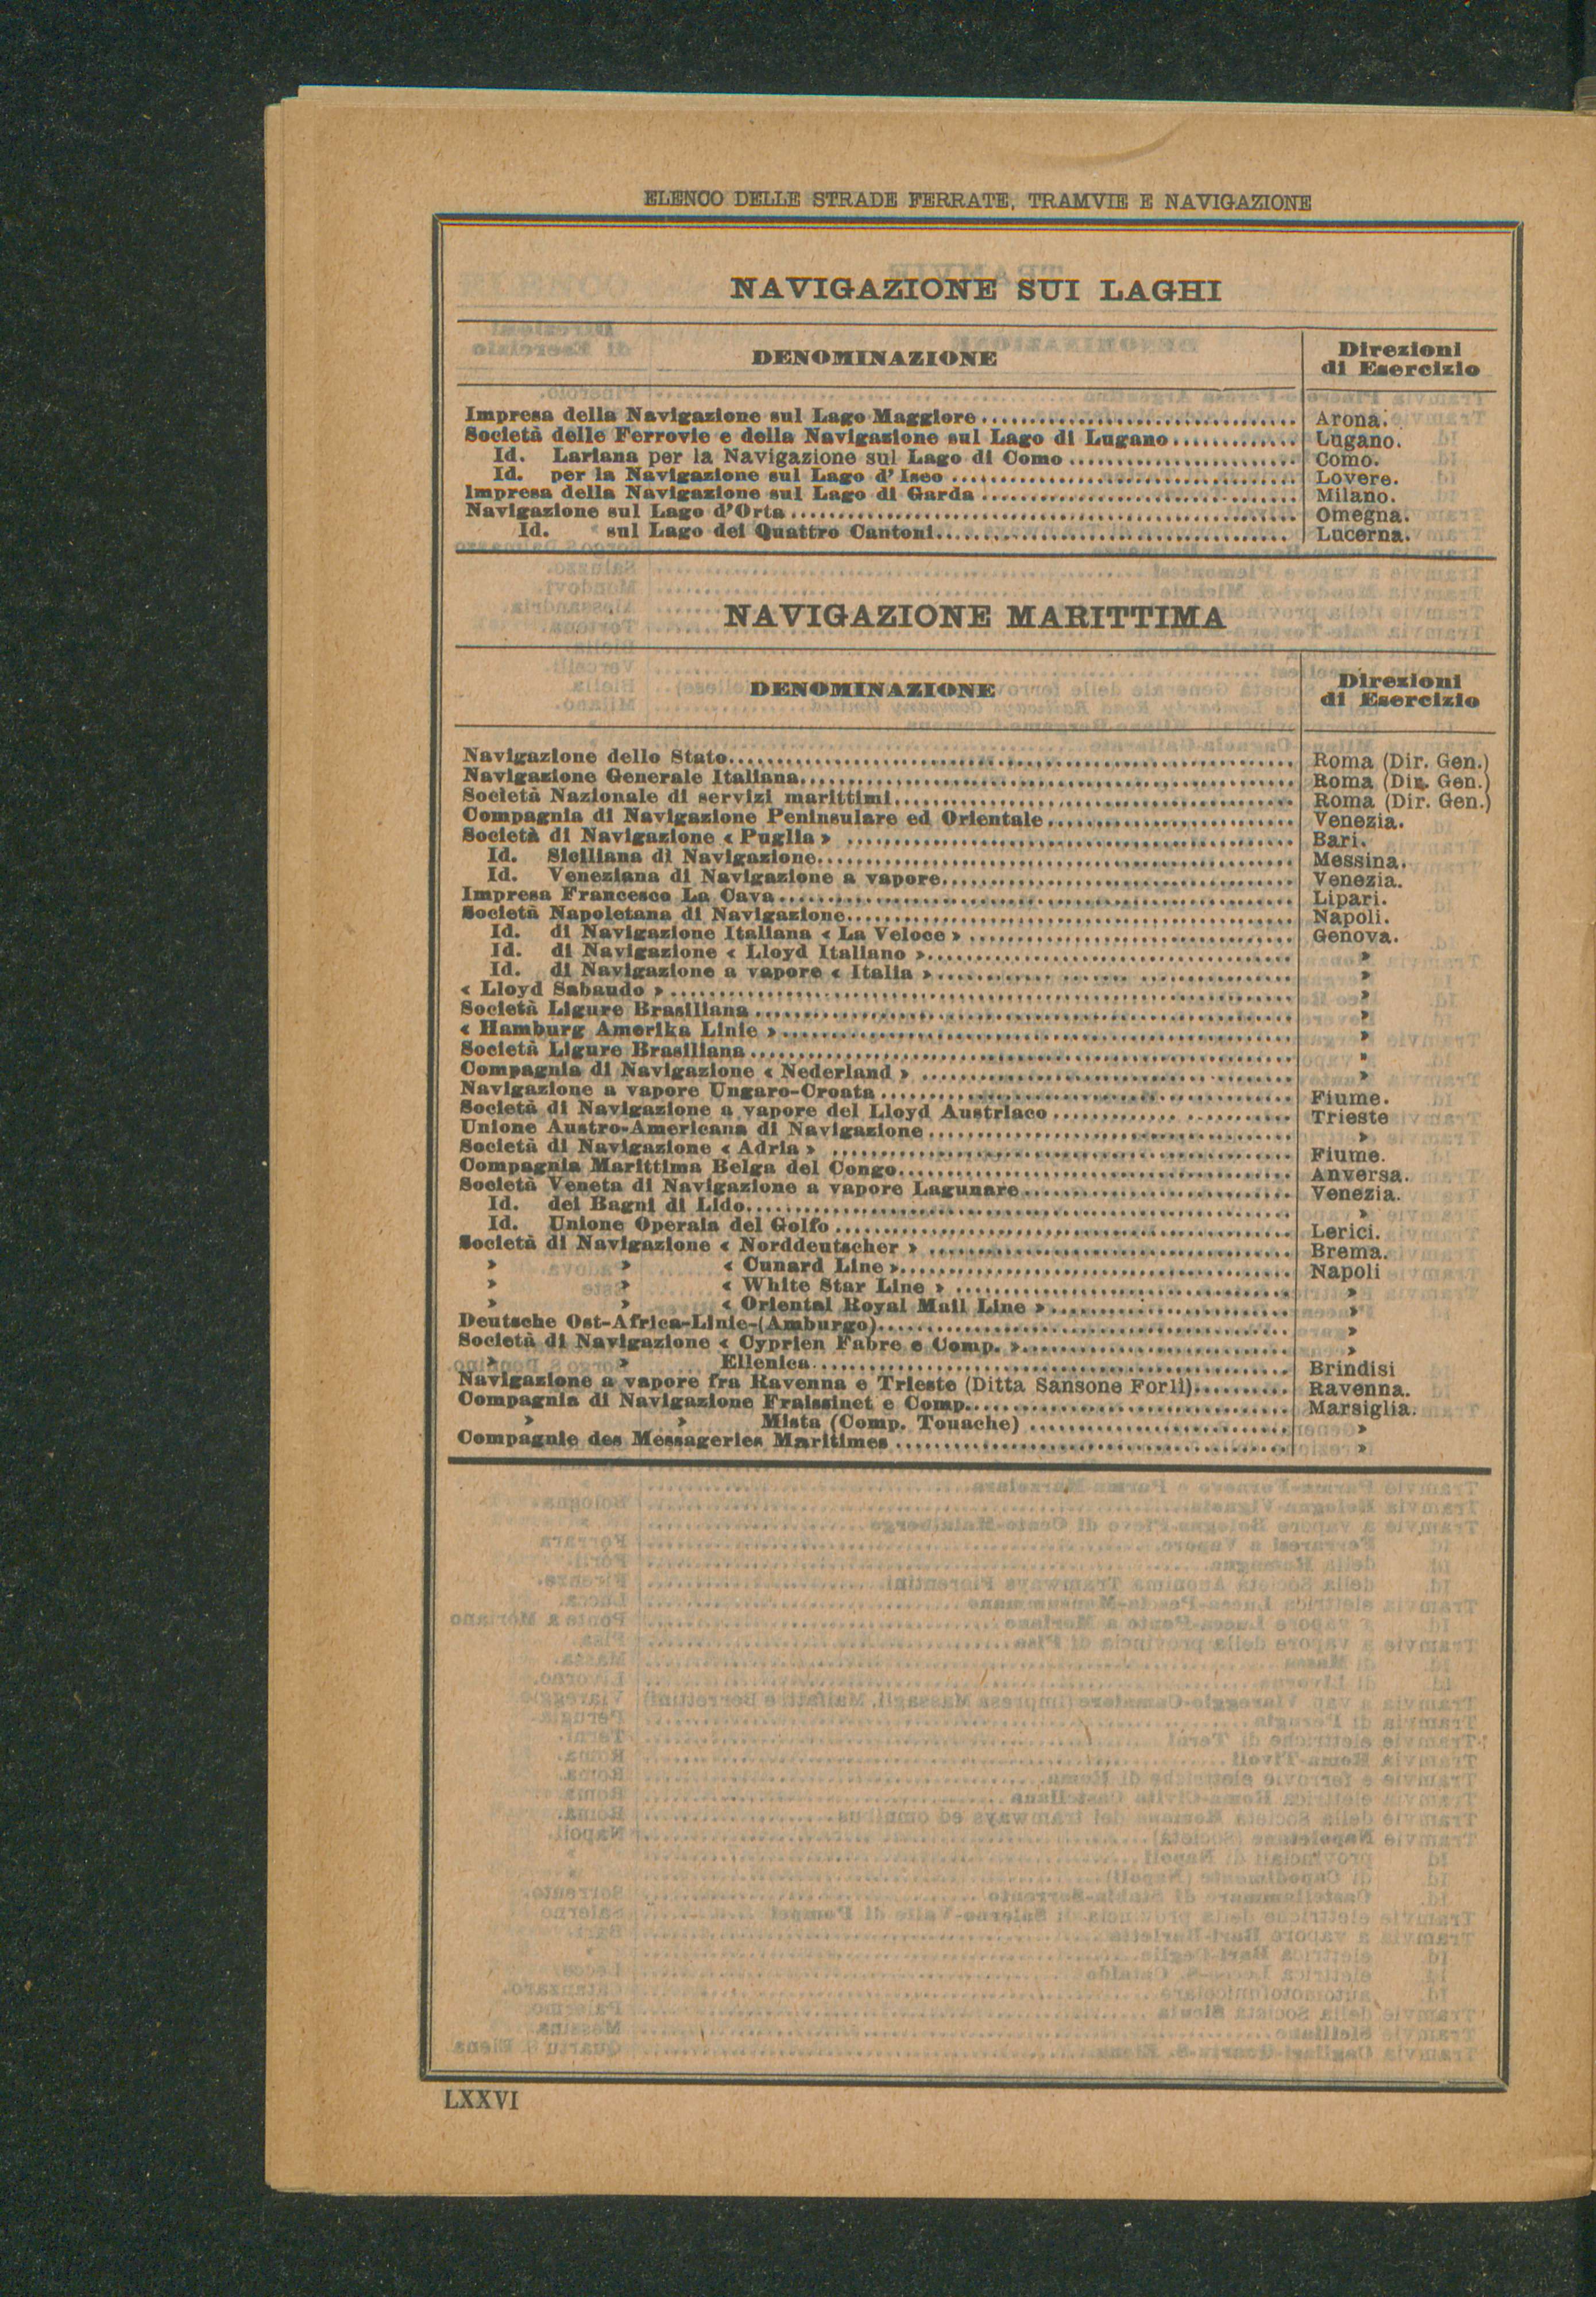 ELENCO DELLE STRADE FERRATE, TRAMVIE E NAVIGAZIONE
NAVIGAZIONE SUI LAGHI
DENOMINAZIONE Direzioni di Esercizio
Impresa della Navigazione sul Lago Maggiore Arona.
Società delle Ferrovie e della Navigazione sul Lago di Lugano Lugano.
Id. Lariana per la Navigazione sul Lago di Como Como.
Id. per la Navigazione sul Lago d'Iseo Lovere.
Impresa della Navigazione sul Lago di Garda Milano.
Navigazione sul Lago d'Orta Omegna.
Id. sul Lago dei Quattro Cantoni Lucerna.
NAVIGAZIONE MARITTIMA
DENOMINAZIONE Direzioni di Esercizio
Navigazione dello Stato Roma (Dir. Gen.)
Navigazione Generale Italiana Roma (Dir. Gen.)
Società Nazionale di servizi marittimi Roma (Dir. Gen.)
Compagnia di Navigazione Peninsulare ed Orientale Venezia.
Società di Navigazione « Puglia » Bari.
Id. Siciliana di Navigazione Messina.
Id. Veneziana di Navigazione a vapore Venezia.
Impresa Francesco La Cava Lipari.
Società Napoletana di Navigazione Napoli.
Id. di Navigazione Italiana « La Veloce » Genova.
Id. di Navigazione « Lloyd Italiano » »
Id. di Navigazione a vapore « Italia » »
« Lloyd Sabaudo » »
Società Ligure Brasiliana »
« Hamburg Amerika Linie » »
Società Ligure Brasiliana »
Compagnia di Navigazione « Nederland » »
Navigazione a vapore Ungaro-Croata Fiume.
Società di Navigazione a vapore del Lloyd Austriaco Trieste
Unione Austro-Americana di Navigazione »
Società di Navigazione « Adria » Fiume.
Compagnia Marittima Belga del Congo Anversa.
Società Veneta di Navigazione a vapore Lagunare Venezia.
Id. dei Bagni di Lido »
Id. Unione Operaia del Golfo Lerici.
Società di Navigazione « Norddeutscher » Brema.
» » « Cunard Line » Napoli
» » « White Star Line » »
» » « Oriental Royal Mail Line » »
Deutsche Ost-Africa-Linie-(Amburgo) »
Società di Navigazione « Cyprien Fabre e Comp. » »
» » Ellenica Brindisi
Navigazione a vapore fra Ravenna e Trieste (Ditta Sansone Forli) Ravenna.
Compagnia di Navigazione Fraissinet e Comp. Marsiglia.
» » Mista (Comp. Touache) »
Compagnie des Messageries Maritimes »
LXXVI